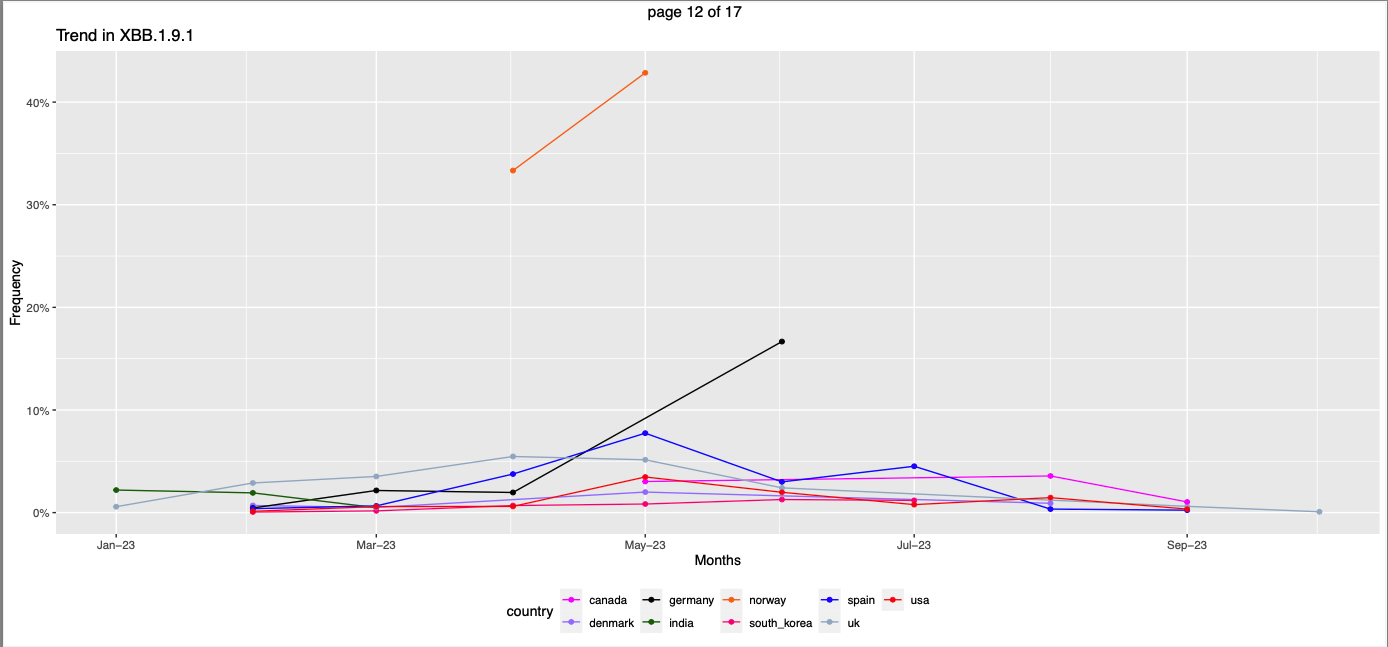 page 12 of 17
Trend in XBB.1.9.1
Frequency
40%
30%
20%
10%
0%
Jan–23 Mar–23 May–23 Jul–23 Sep–23
Months
country
canada germany norway spain usa
denmark india south_korea uk